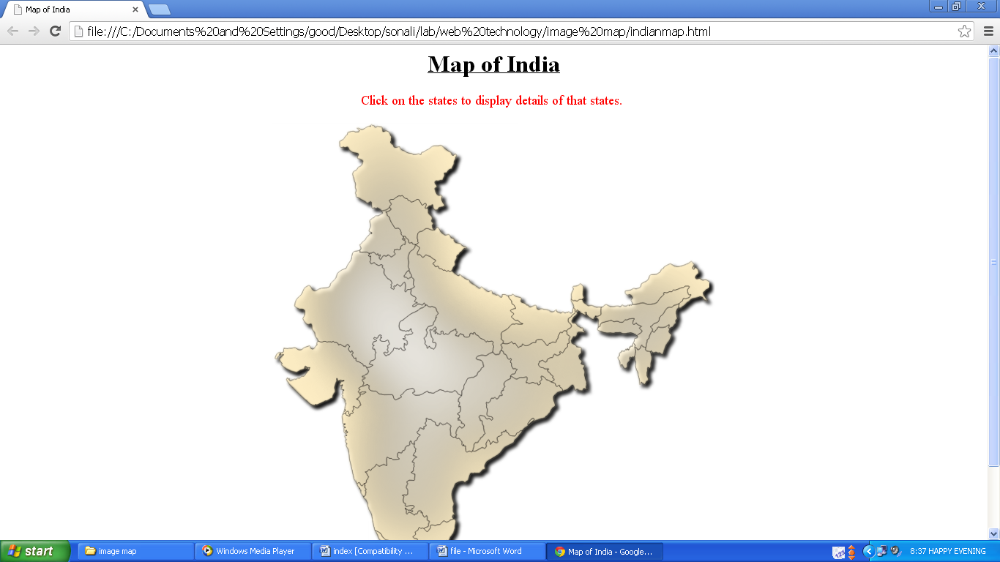 Map of India
file:///C:/Documents%20and%20Settings/good/Desktop/sonali/lab/web%20technology/image%20map/indianmap.html
Map of India
Click on the states to display details of that states.
start
image map
Windows Media Player
index [Compatibility ...
file - Microsoft Word
Map of India - Google...
8:37 HAPPY EVENING